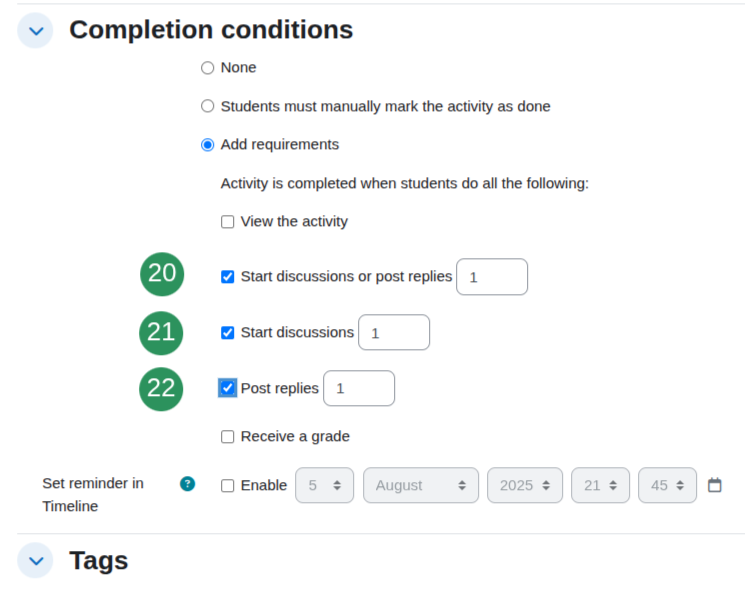 Completion conditions
None
Students must manually mark the activity as done
Add requirements
Activity is completed when students do all the following:
View the activity
20 Start discussions or post replies 1
21 Start discussions 1
22 Post replies 1
Receive a grade
Set reminder in Timeline ? Enable 5 August 2025 21 45
Tags